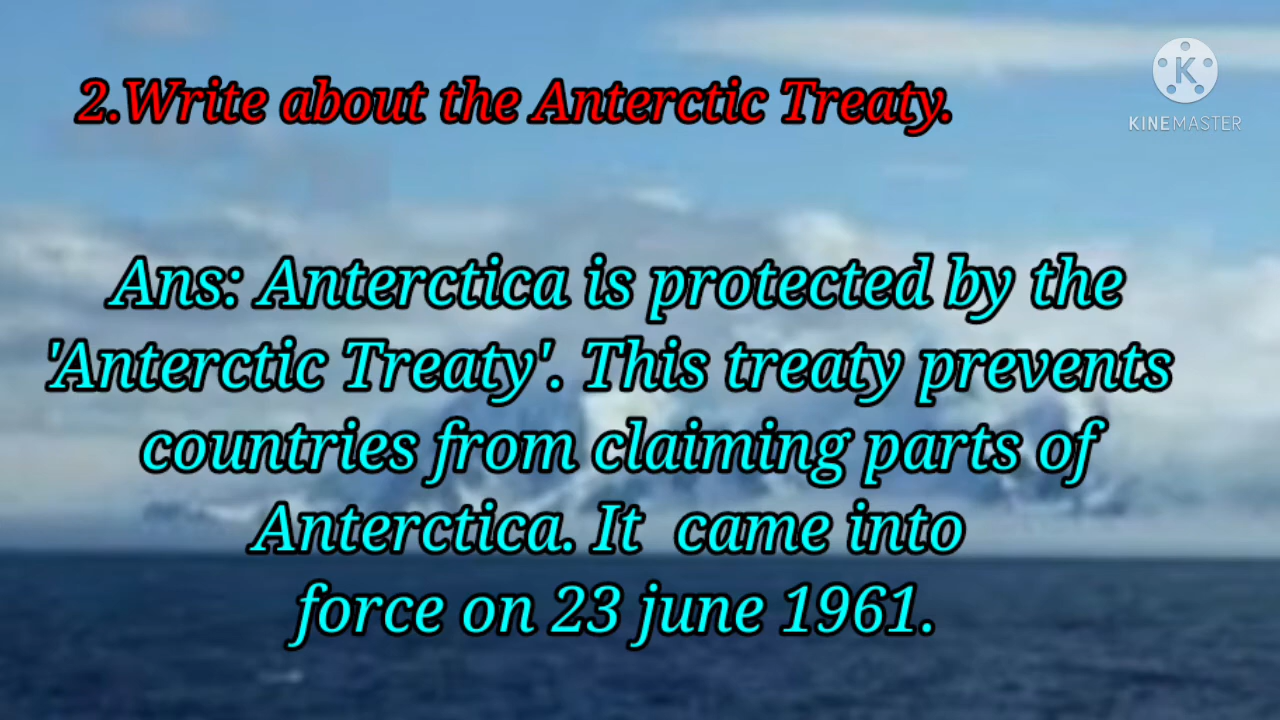 2.Write about the Anterctic Treaty.
KINEMASTER
Ans: Anterctica is protected by the
'Anterctic Treaty'. This treaty prevents
countries from claiming parts of
Anterctica. It came into
force on 23 june 1961.